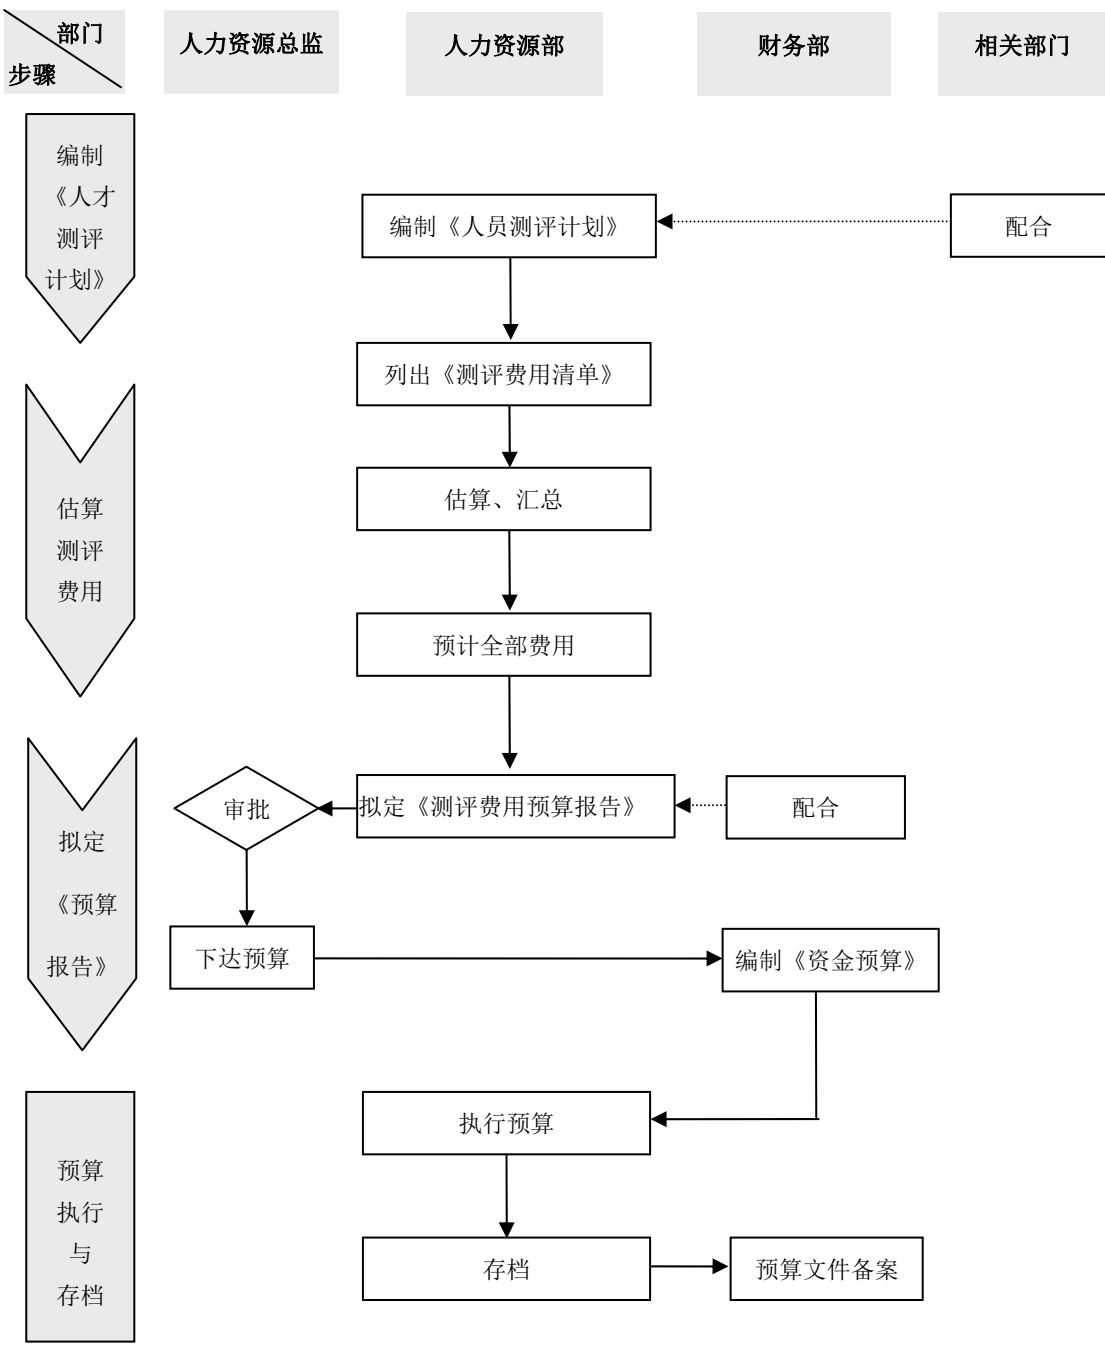 部门
步骤
人力资源总监
人力资源部
财务部
相关部门
编制
《人才
测评
计划》
编制《人员测评计划》
配合
列出《测评费用清单》
估算
测评
费用
估算、汇总
预计全部费用
拟定
《预算
报告》
审批
拟定《测评费用预算报告》
配合
下达预算
编制《资金预算》
预算
执行
与
存档
执行预算
存档
预算文件备案